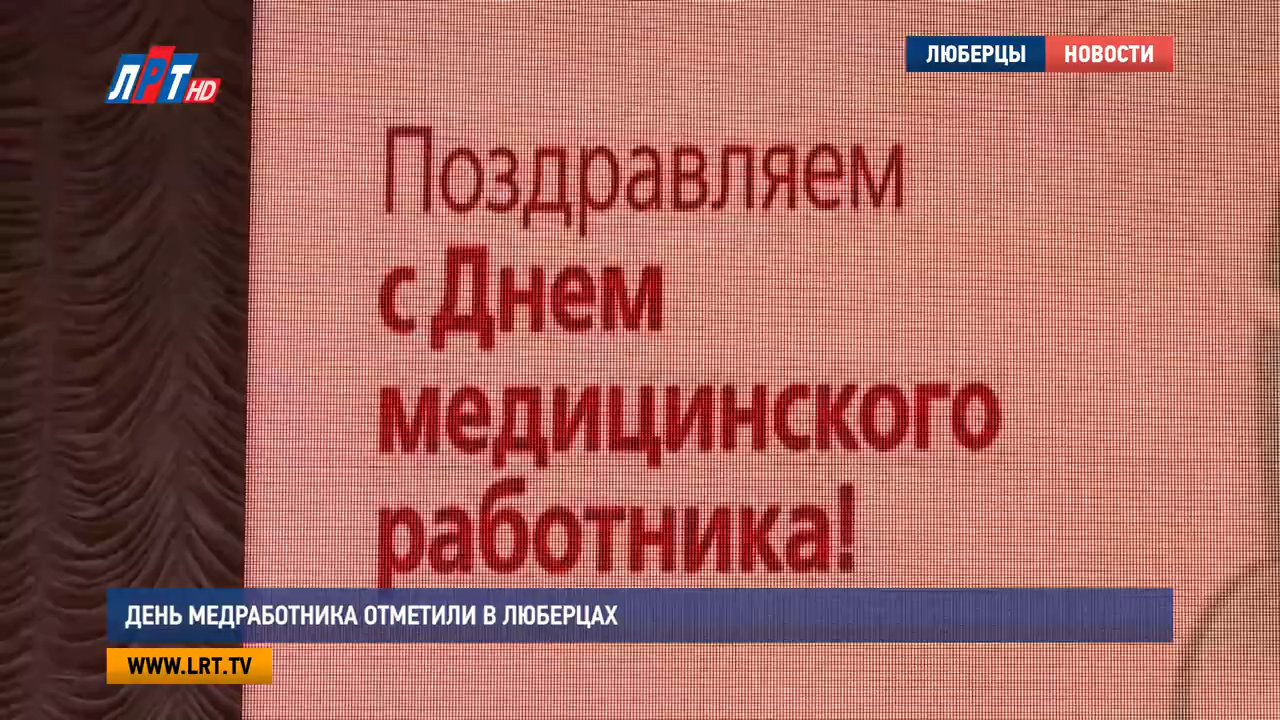 ЛРТ HD
ЛЮБЕРЦЫ НОВОСТИ
Поздравляем
с Днем
медицинского
работника!
ДЕНЬ МЕДРАБОТНИКА ОТМЕТИЛИ В ЛЮБЕРЦАХ
WWW.LRT.TV